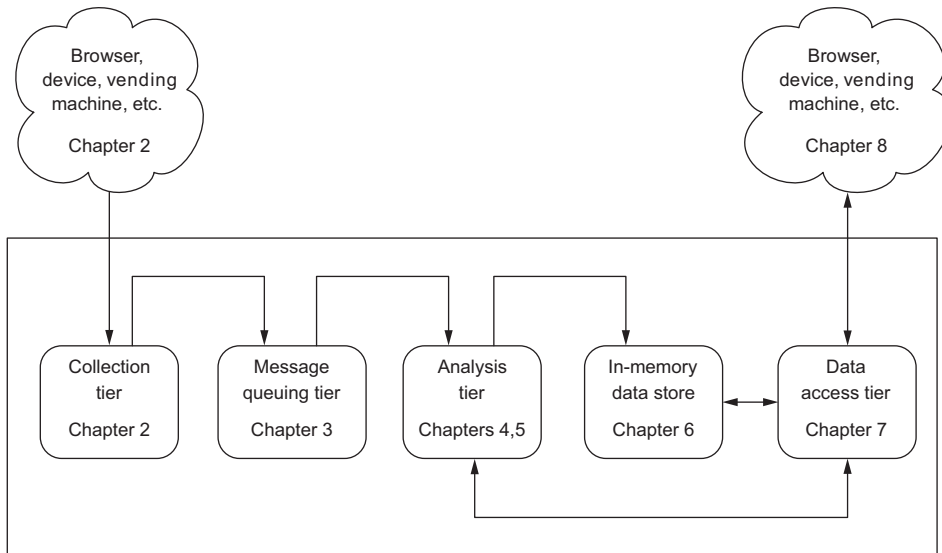 Browser,
device, vending
machine, etc.
Chapter 2
Browser,
device, vending
machine, etc.
Chapter 8
Collection
tier
Chapter 2
Message
queuing tier
Chapter 3
Analysis
tier
Chapters 4,5
In-memory
data store
Chapter 6
Data
access tier
Chapter 7